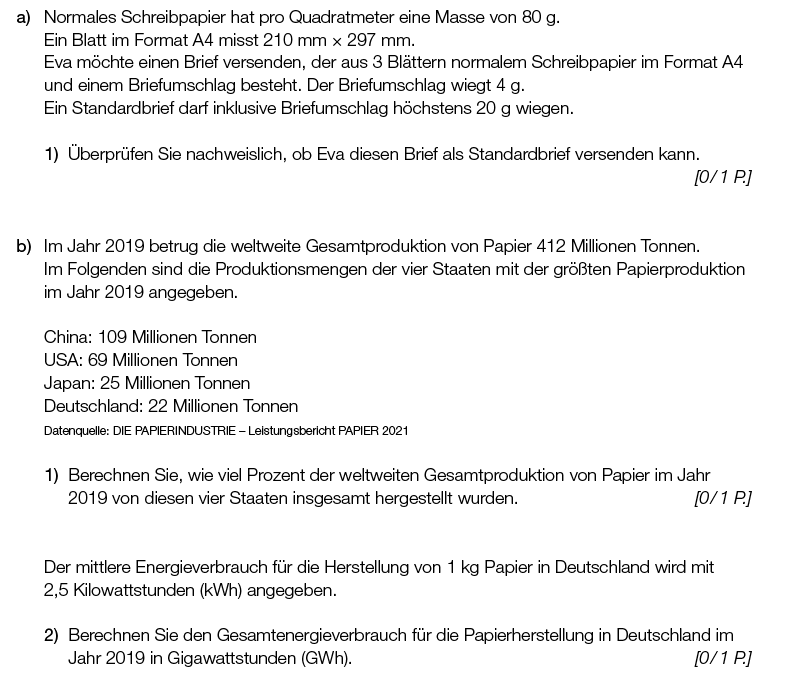 a) Normales Schreibpapier hat pro Quadratmeter eine Masse von 80 g.
Ein Blatt im Format A4 misst 210 mm × 297 mm.
Eva möchte einen Brief versenden, der aus 3 Blättern normalem Schreibpapier im Format A4
und einem Briefumschlag besteht. Der Briefumschlag wiegt 4 g.
Ein Standardbrief darf inklusive Briefumschlag höchstens 20 g wiegen.
1) Überprüfen Sie nachweislich, ob Eva diesen Brief als Standardbrief versenden kann.
[0/1 P.]
b) Im Jahr 2019 betrug die weltweite Gesamtproduktion von Papier 412 Millionen Tonnen.
Im Folgenden sind die Produktionsmengen der vier Staaten mit der größten Papierproduktion
im Jahr 2019 angegeben.
China: 109 Millionen Tonnen
USA: 69 Millionen Tonnen
Japan: 25 Millionen Tonnen
Deutschland: 22 Millionen Tonnen
Datenquelle: DIE PAPIERINDUSTRIE – Leistungsbericht PAPIER 2021
1) Berechnen Sie, wie viel Prozent der weltweiten Gesamtproduktion von Papier im Jahr
2019 von diesen vier Staaten insgesamt hergestellt wurden. [0/1 P.]
Der mittlere Energieverbrauch für die Herstellung von 1 kg Papier in Deutschland wird mit
2,5 Kilowattstunden (kWh) angegeben.
2) Berechnen Sie den Gesamtenergieverbrauch für die Papierherstellung in Deutschland im
Jahr 2019 in Gigawattstunden (GWh). [0/1 P.]